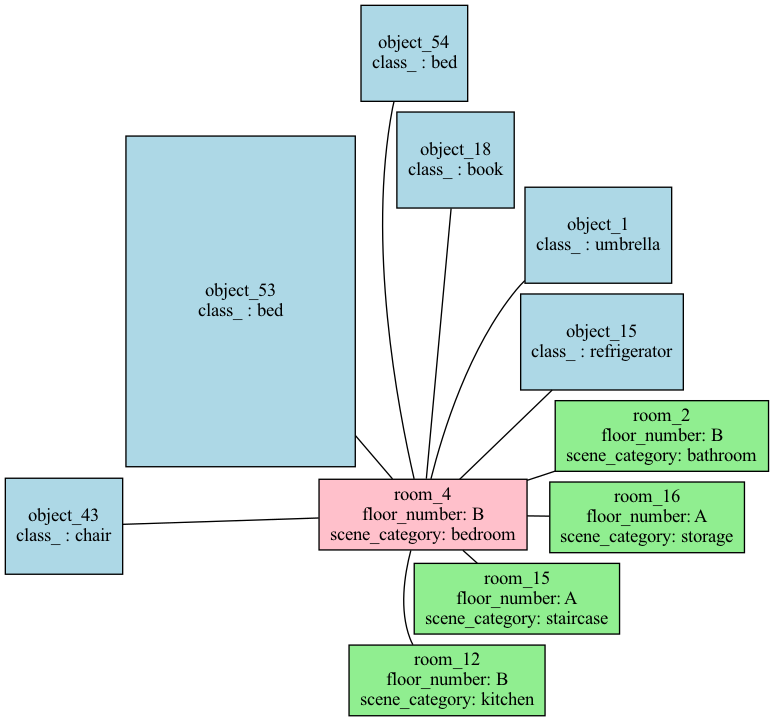 object_54
class_ : bed
object_18
class_ : book
object_1
class_ : umbrella
object_53
class_ : bed
object_15
class_ : refrigerator
room_2
floor_number: B
scene_category: bathroom
object_43
class_ : chair
room_4
floor_number: B
scene_category: bedroom
room_16
floor_number: A
scene_category: storage
room_15
floor_number: A
scene_category: staircase
room_12
floor_number: B
scene_category: kitchen